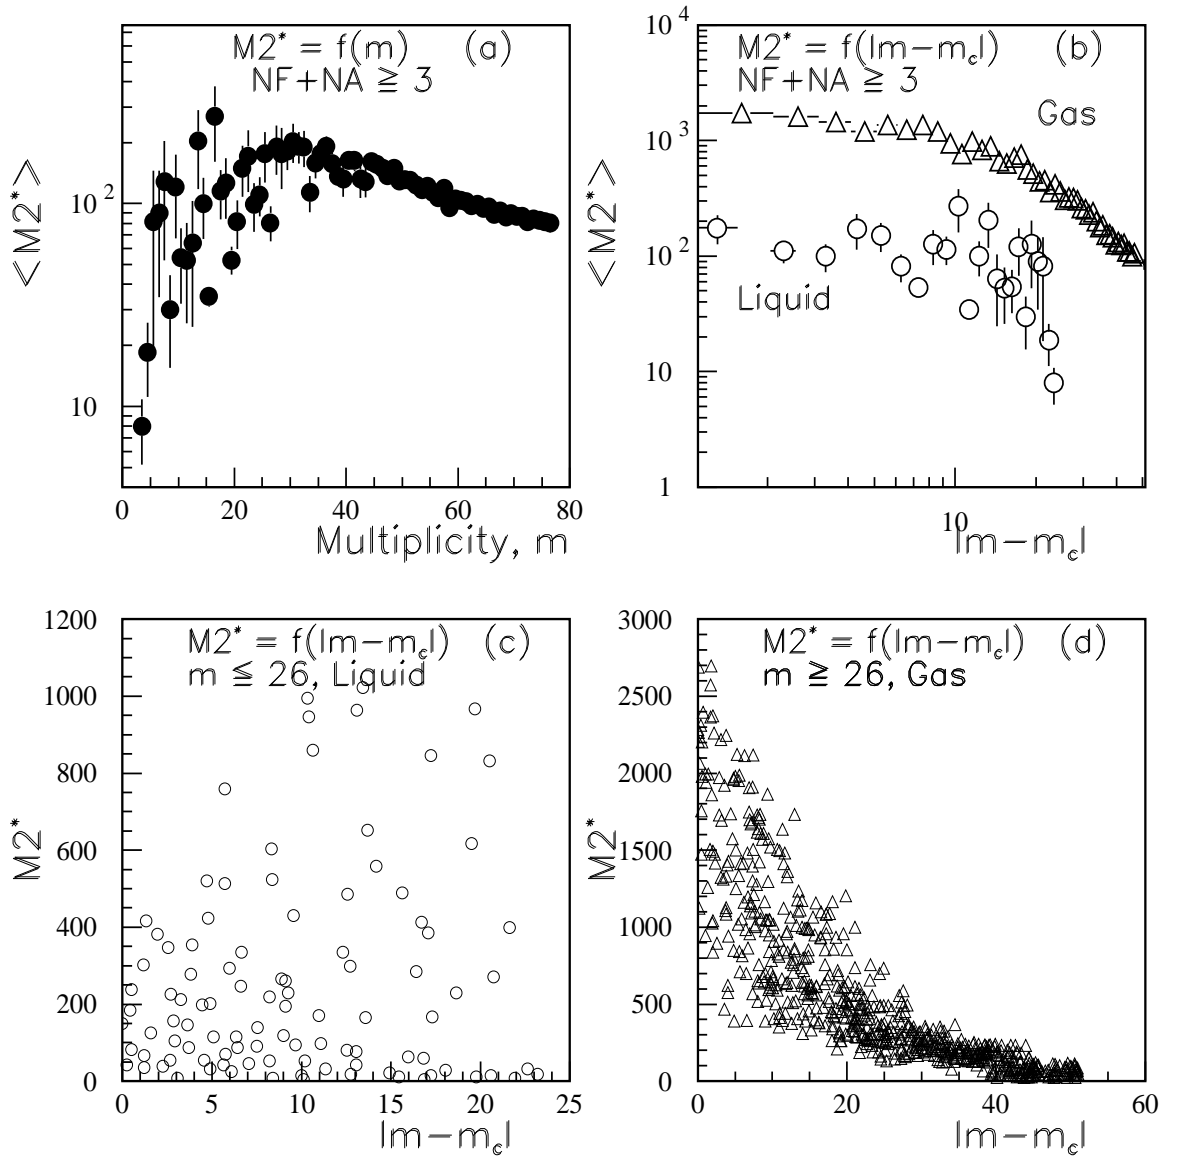 M2* = f(m) (a)
NF+NA ≧ 3
<M2*>
10²
10
0 20 40 60 80
Multiplicity, m
M2* = f(|m−m_c|) (b)
NF+NA ≧ 3
Gas
Liquid
<M2*>
10⁴
10³
10²
10
1
10
|m−m_c|
M2* = f(|m−m_c|) (c)
m ≦ 26, Liquid
M2*
1200
1000
800
600
400
200
0
0 5 10 15 20 25
|m−m_c|
M2* = f(|m−m_c|) (d)
m ≧ 26, Gas
M2*
3000
2500
2000
1500
1000
500
0
0 20 40 60
|m−m_c|